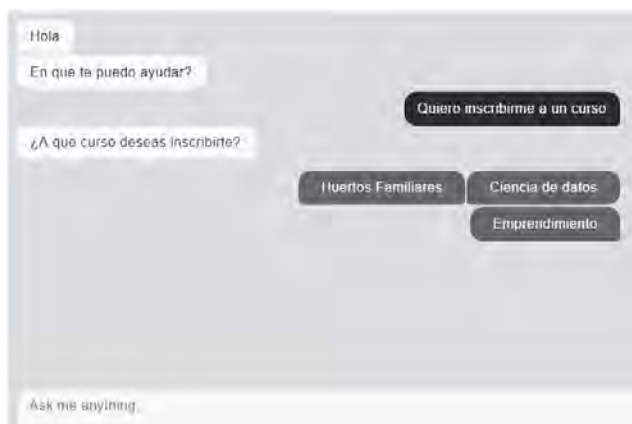 Hola
En que te puedo ayudar?
Quiero inscribirme a un curso
¿A que curso deseas inscribirte?
Huertos Familiares
Ciencia de datos
Emprendimiento
Ask me anything.